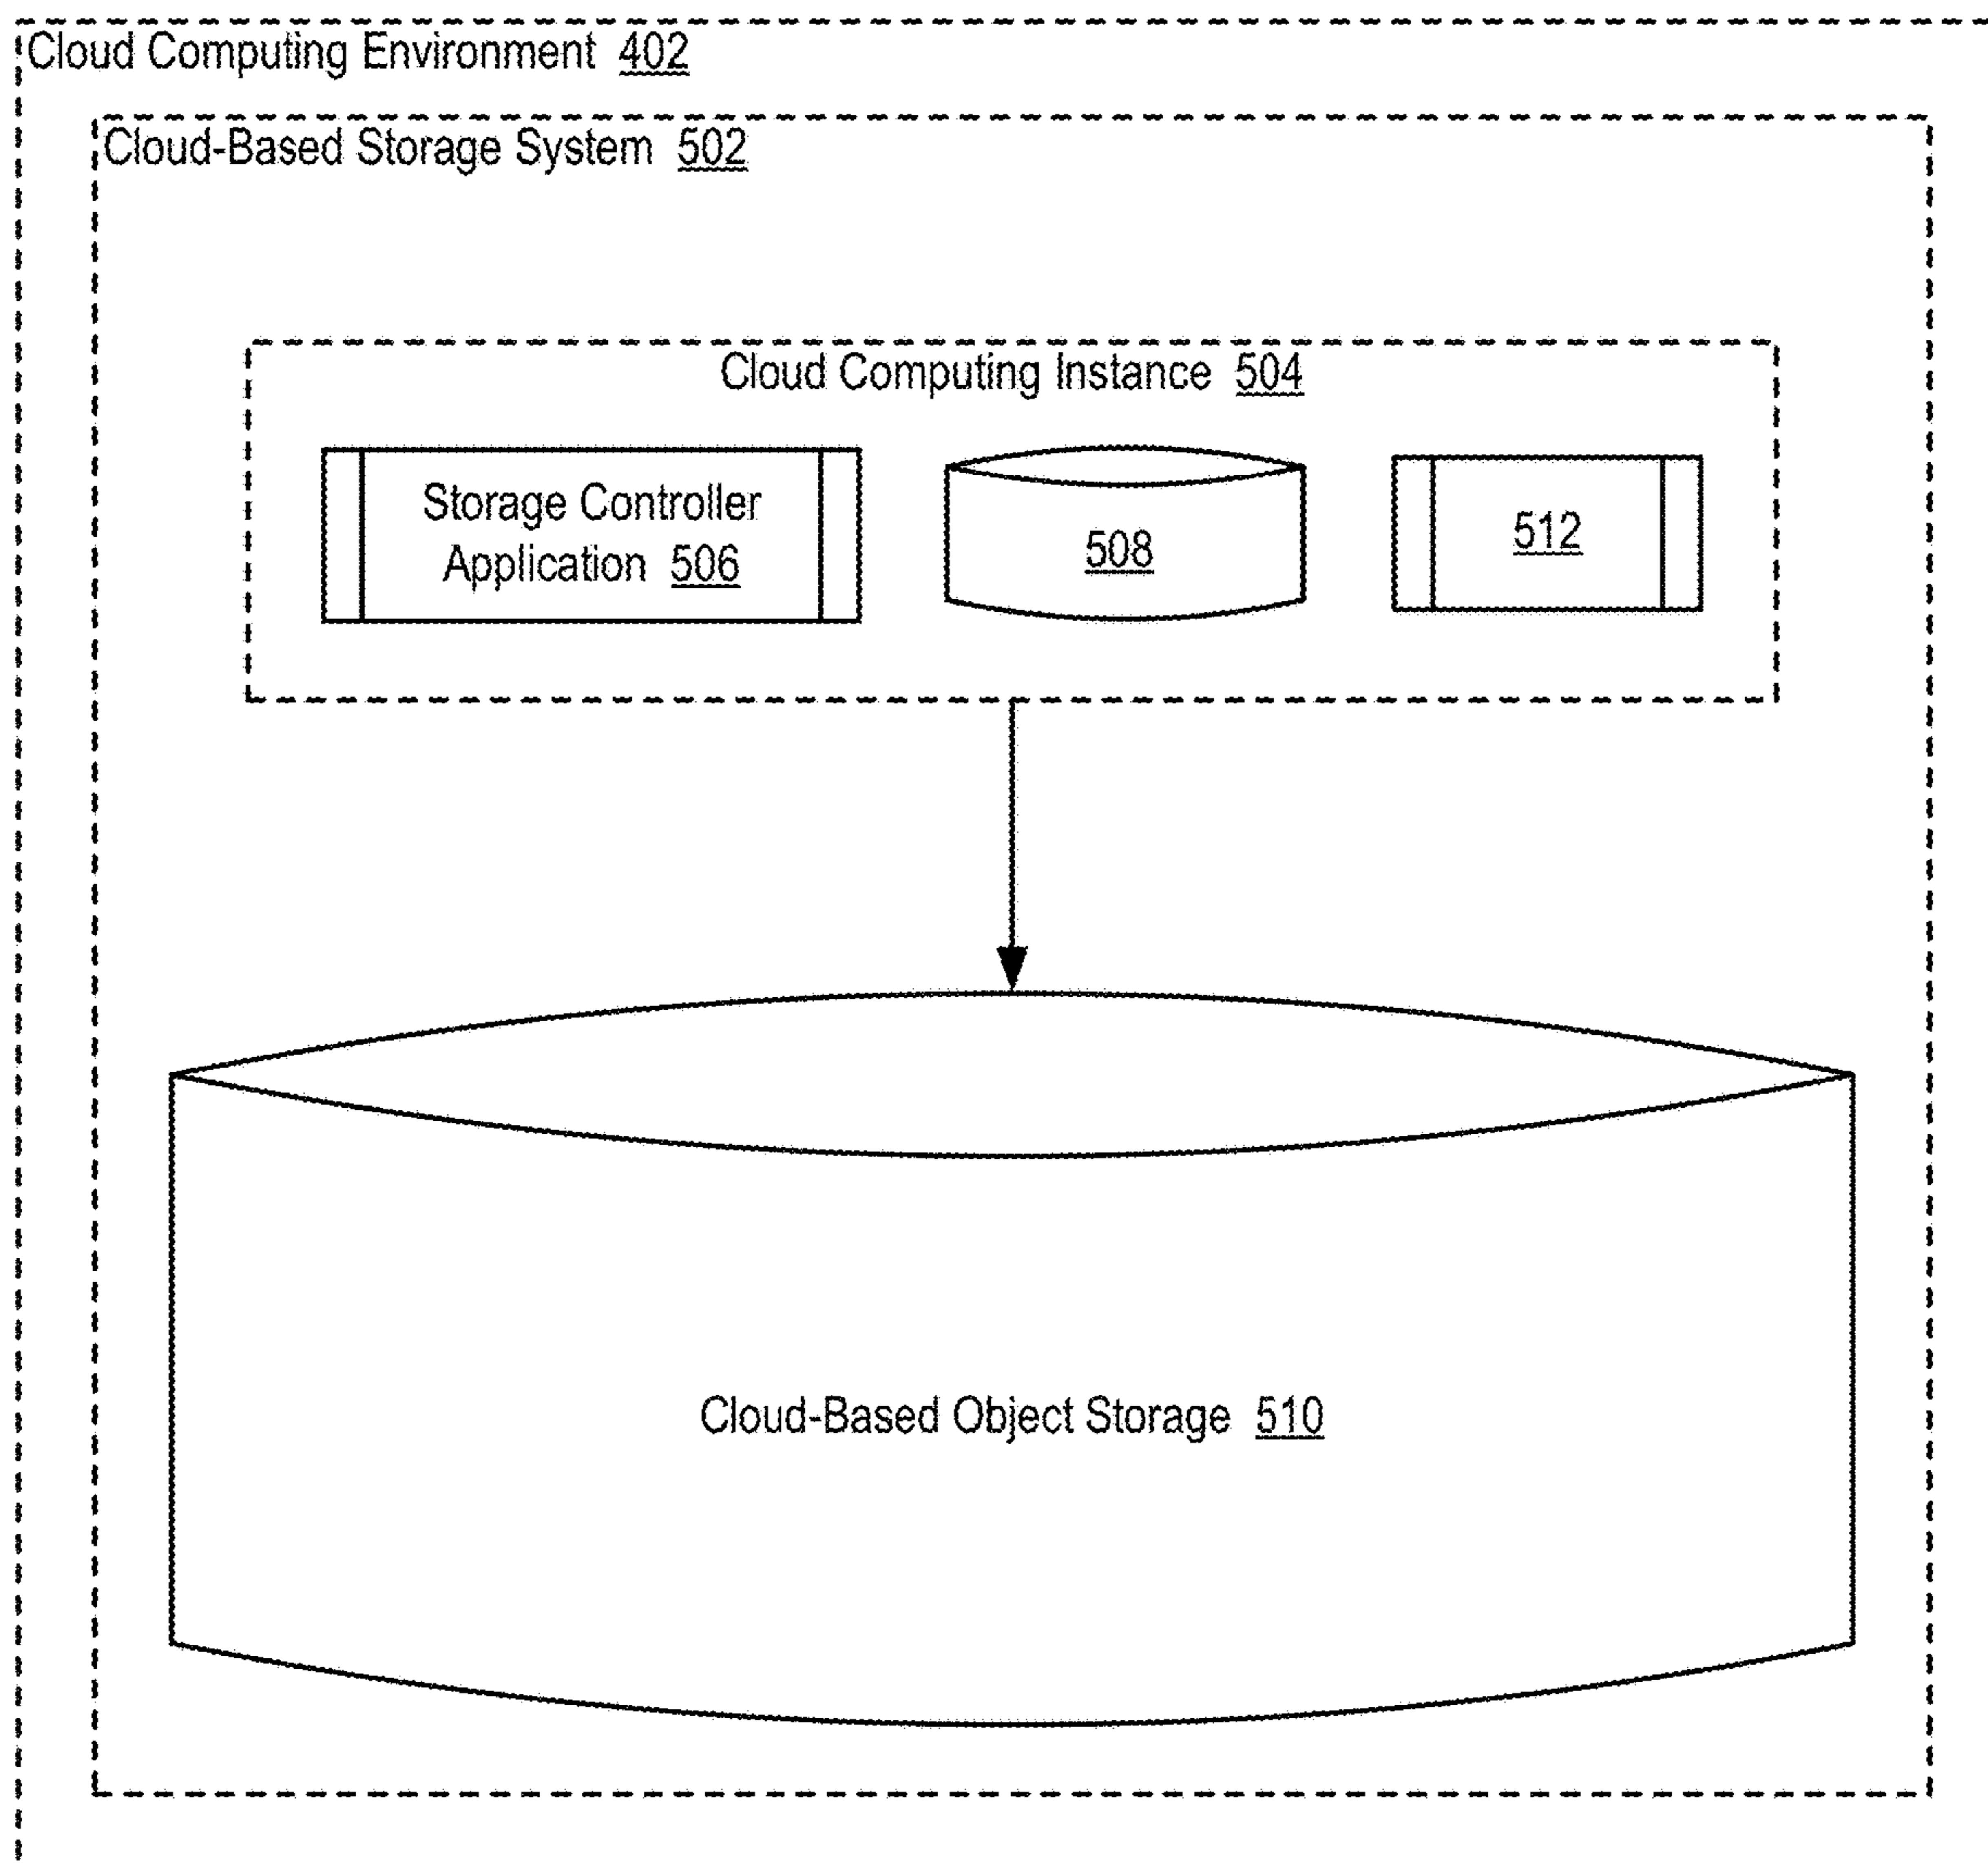 Cloud Computing Environment 402
Cloud-Based Storage System 502
Cloud Computing Instance 504
Storage Controller
Application 506
508
512
Cloud-Based Object Storage 510